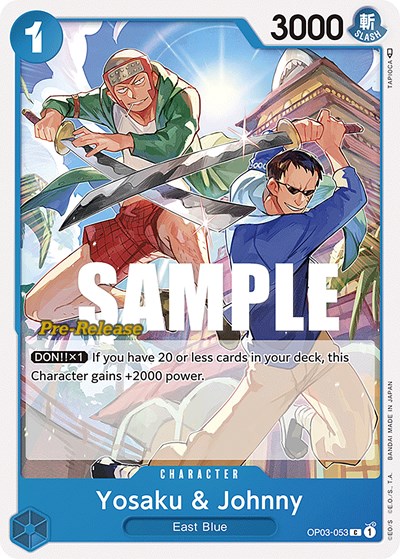 1
3000
斬
SLASH
TAPIOCA
SAMPLE
Pre-Release
DON!!×1 If you have 20 or less cards in your deck, this
Character gains +2000 power.
CHARACTER
Yosaku & Johnny
East Blue
OP03-053 C 1
©E.O./S. ©E.O./S., T.A. BANDAI MADE IN JAPAN